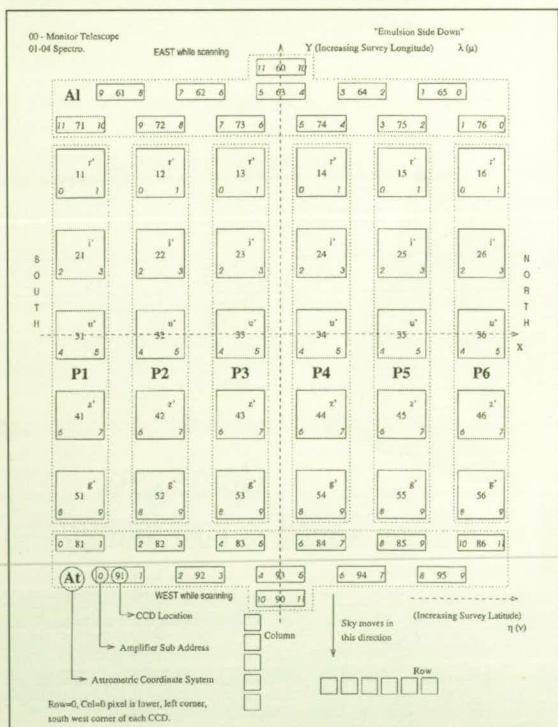 00 - Monitor Telescope
01-04 Spectro.
"Emulsion Side Down"
EAST while scanning
Y (Increasing Survey Longitude) λ (μ)
11 60 10
Al 9 61 8 7 62 6 5 63 4 3 64 2 1 65 0
11 71 10 9 72 8 7 73 6 5 74 4 3 75 2 1 76 0
r' r' r' r' r' r'
11 12 13 14 15 16
0 1 0 1 0 1 0 1 0 1 0 1
i' i' i' i' i' i'
21 22 23 24 25 26
2 3 2 3 2 3 2 3 2 3 2 3
SOUTH
NORTH
u' u' u' u' u' u'
31 32 33 34 35 36
X
4 5 4 5 4 5 4 5 4 5 4 5
P1 P2 P3 P4 P5 P6
z' z' z' z' z' z'
41 42 43 44 45 46
6 7 6 7 6 7 6 7 6 7 6 7
g' g' g' g' g' g'
51 52 53 54 55 56
8 9 8 9 8 9 8 9 8 9 8 9
0 81 1 2 82 3 4 83 5 6 84 7 8 85 9 10 86 11
At 0 91 1 2 92 3 4 93 5 6 94 7 8 95 9
WEST while scanning
10 90 11
CCD Location
Column
Sky moves in
this direction
(Increasing Survey Latitude)
η (ν)
Amplifier Sub Address
Astrometric Coordinate System
Row
Row=0, Col=0 pixel is lower, left corner,
south west corner of each CCD.